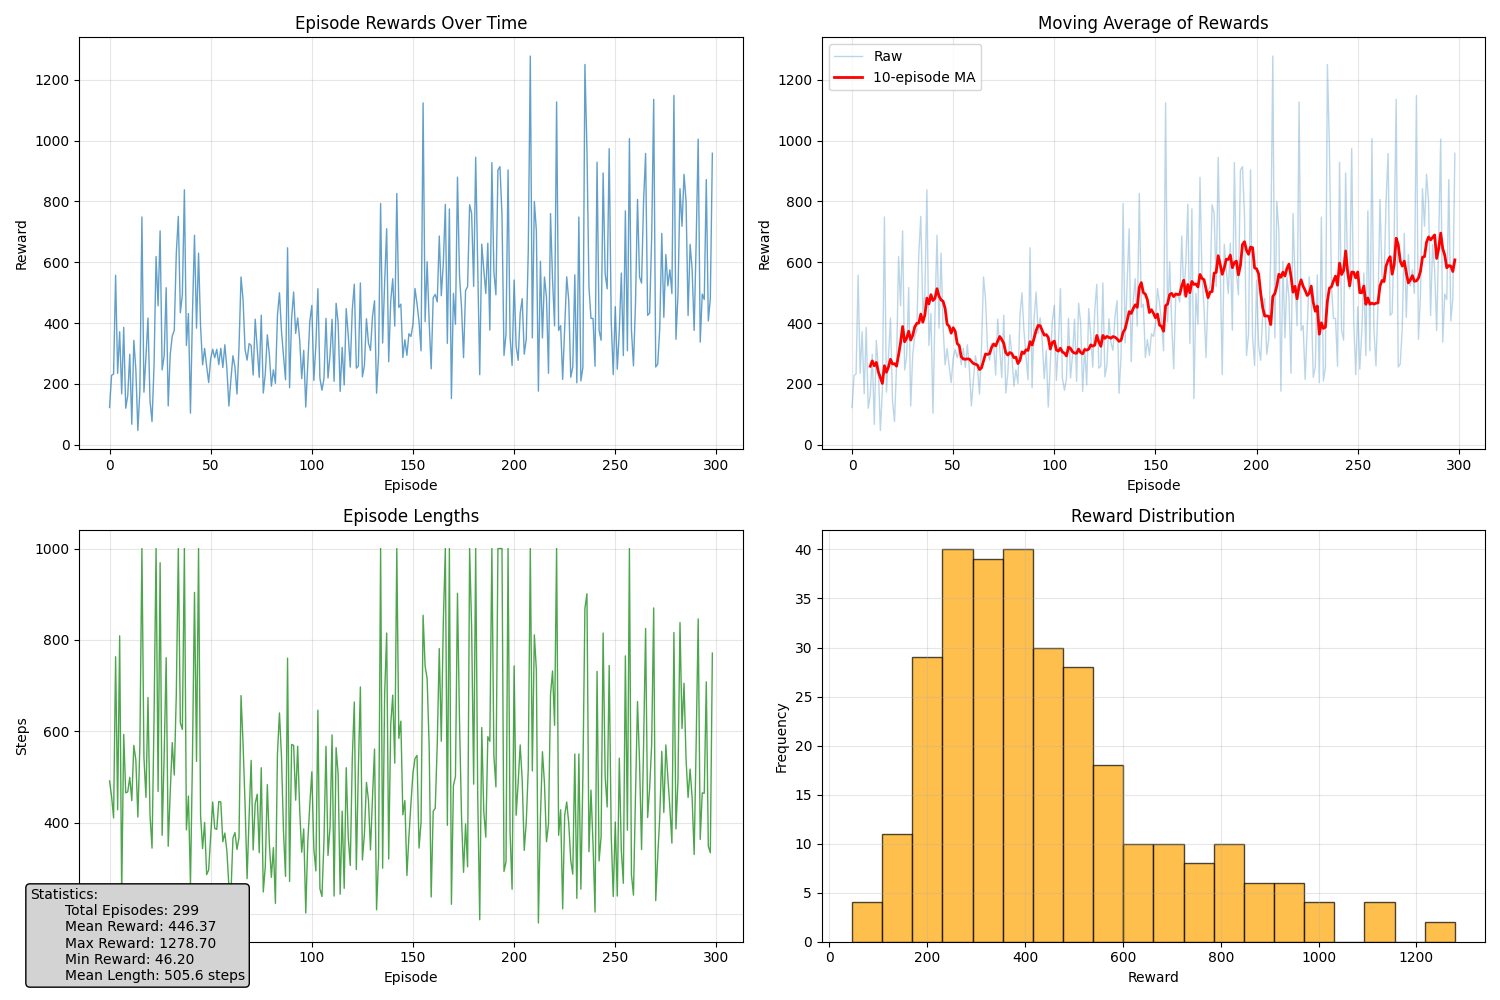 Episode Rewards Over Time
1200
1000
800
600
400
200
0
Reward
0 50 100 150 200 250 300
Episode
Moving Average of Rewards
Raw
10-episode MA
1200
1000
800
600
400
200
0
Reward
0 50 100 150 200 250 300
Episode
Episode Lengths
1000
800
600
400
Steps
100 150 200 250 300
Episode
Statistics:
Total Episodes: 299
Mean Reward: 446.37
Max Reward: 1278.70
Min Reward: 46.20
Mean Length: 505.6 steps
Reward Distribution
40
35
30
25
20
15
10
5
0
Frequency
0 200 400 600 800 1000 1200
Reward